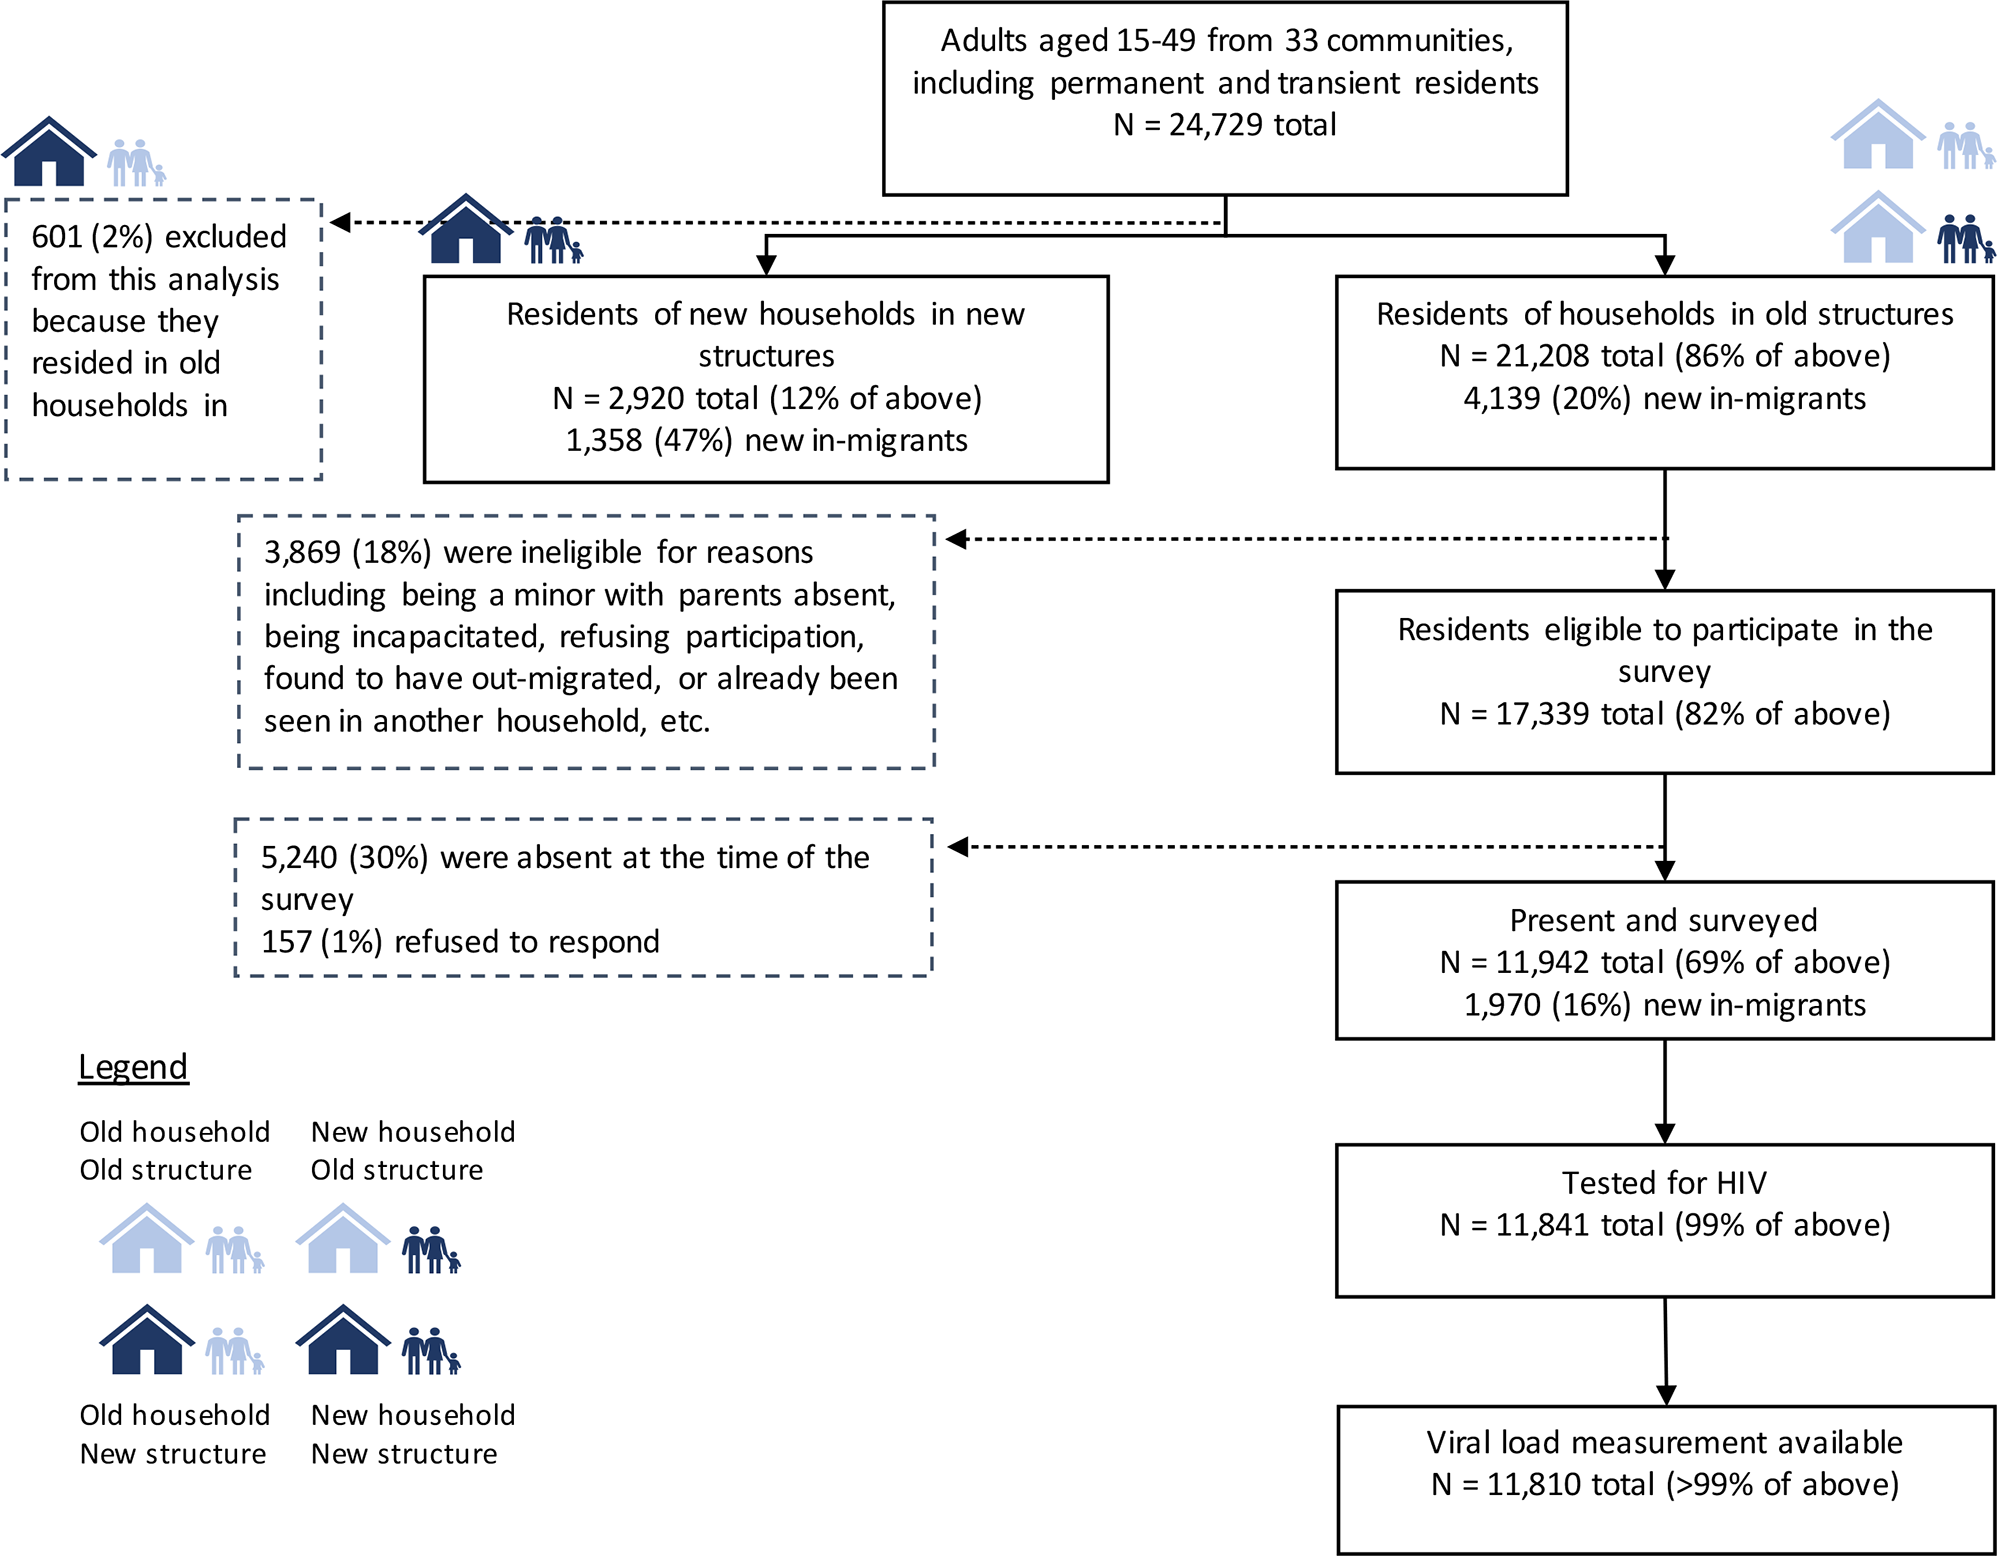 Adults aged 15-49 from 33 communities,
including permanent and transient residents
N = 24,729 total
601 (2%) excluded
from this analysis
because they
resided in old
households in
Residents of new households in new
structures
N = 2,920 total (12% of above)
1,358 (47%) new in-migrants
Residents of households in old structures
N = 21,208 total (86% of above)
4,139 (20%) new in-migrants
3,869 (18%) were ineligible for reasons
including being a minor with parents absent,
being incapacitated, refusing participation,
found to have out-migrated, or already been
seen in another household, etc.
Residents eligible to participate in the
survey
N = 17,339 total (82% of above)
5,240 (30%) were absent at the time of the
survey
157 (1%) refused to respond
Present and surveyed
N = 11,942 total (69% of above)
1,970 (16%) new in-migrants
Tested for HIV
N = 11,841 total (99% of above)
Viral load measurement available
N = 11,810 total (>99% of above)
Legend
Old household
Old structure
New household
Old structure
Old household
New structure
New household
New structure